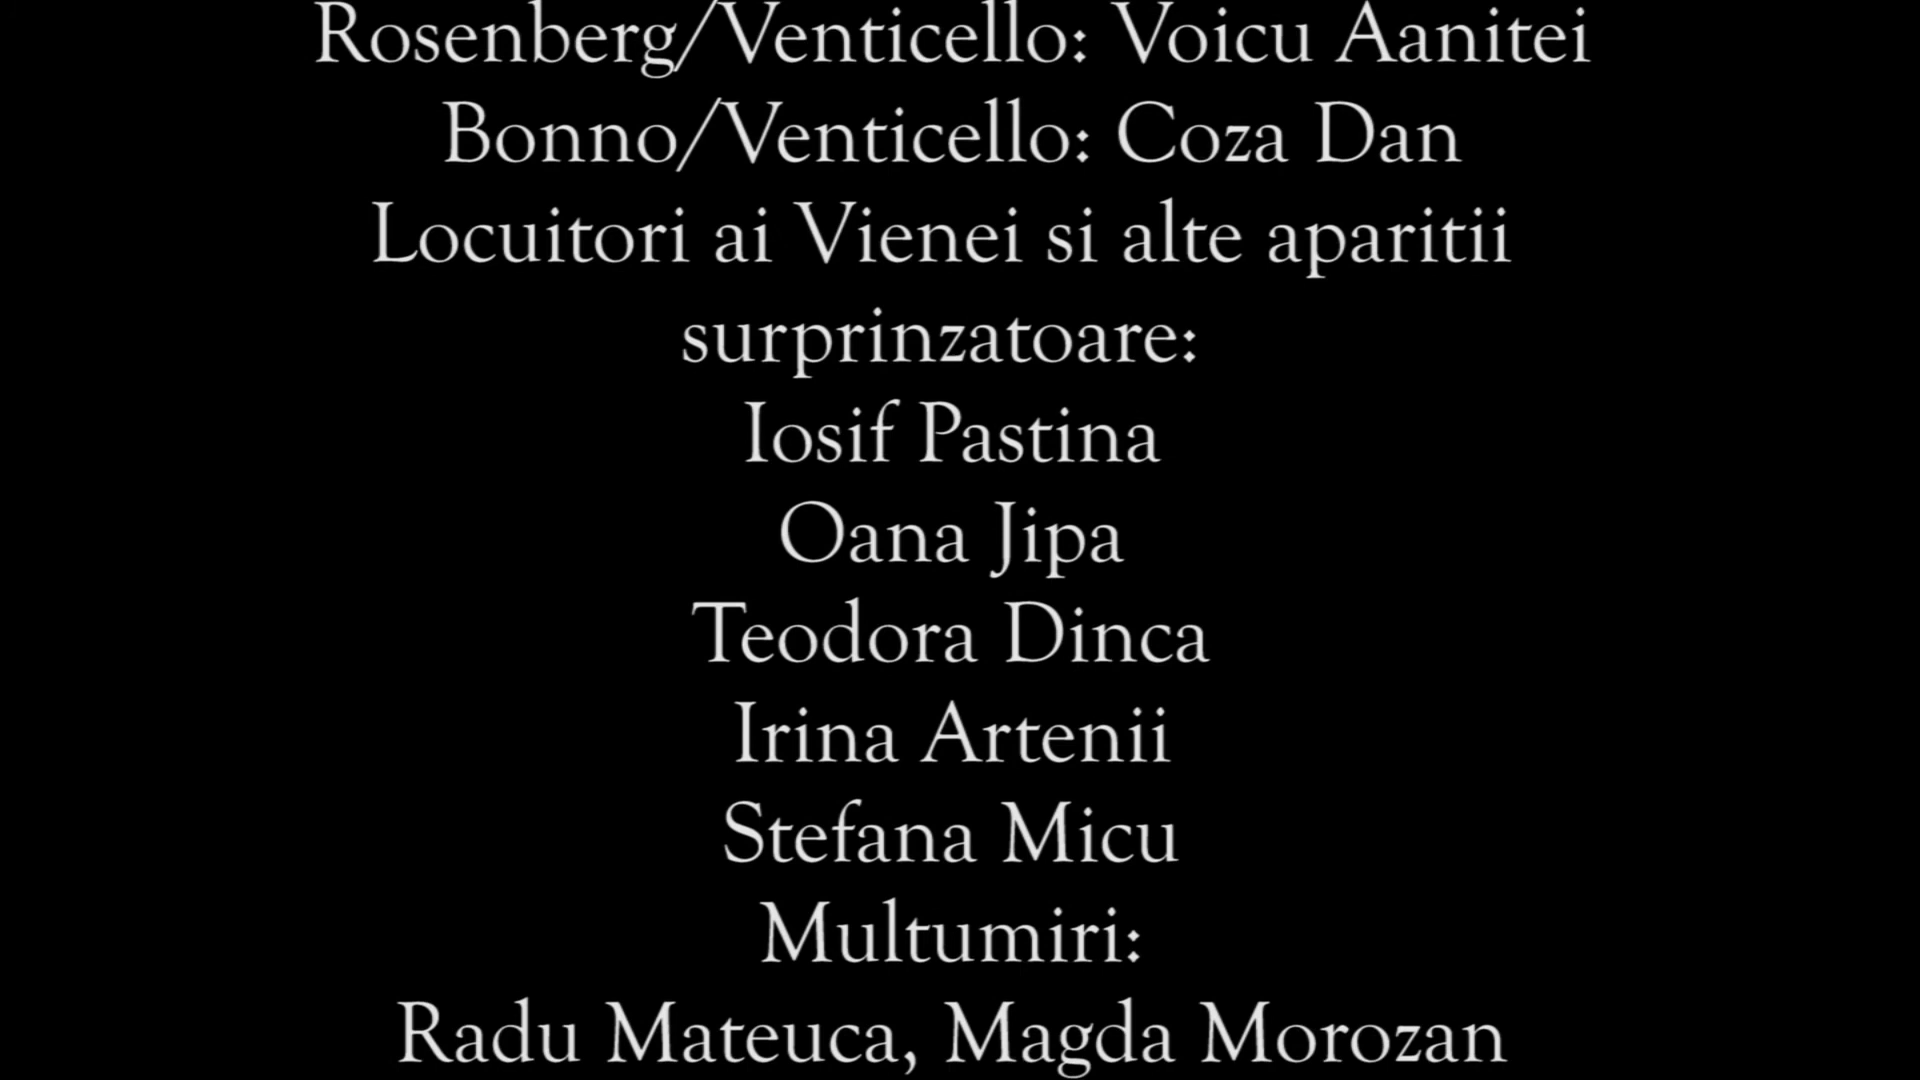 Rosenberg/Venticello: Voicu Aanitei
Bonno/Venticello: Coza Dan
Locuitori ai Vienei si alte aparitii
surprinzatoare:
Iosif Pastina
Oana Jipa
Teodora Dinca
Irina Artenii
Stefana Micu
Multumiri:
Radu Mateuca, Magda Morozan